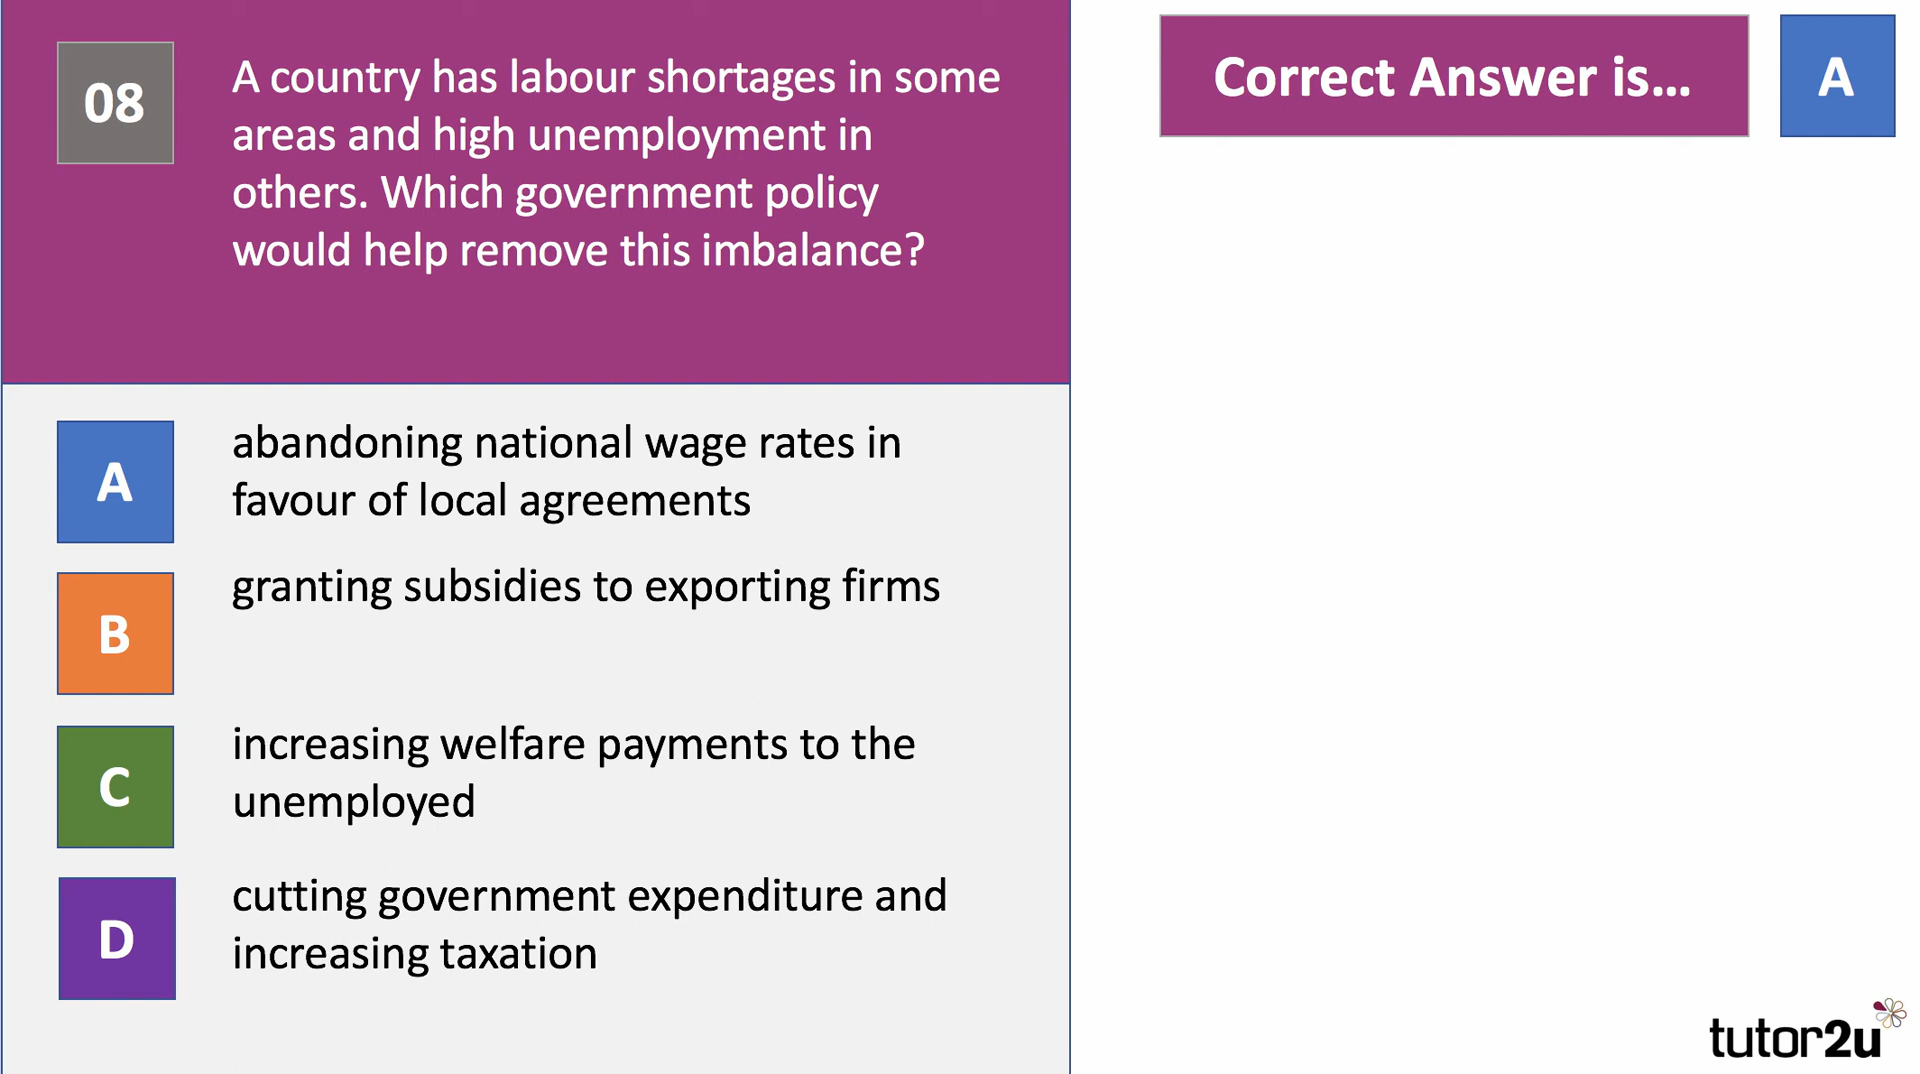 08
A country has labour shortages in some
areas and high unemployment in
others. Which government policy
would help remove this imbalance?
A
abandoning national wage rates in
favour of local agreements
B
granting subsidies to exporting firms
C
increasing welfare payments to the
unemployed
D
cutting government expenditure and
increasing taxation
Correct Answer is...
A
tutor2u